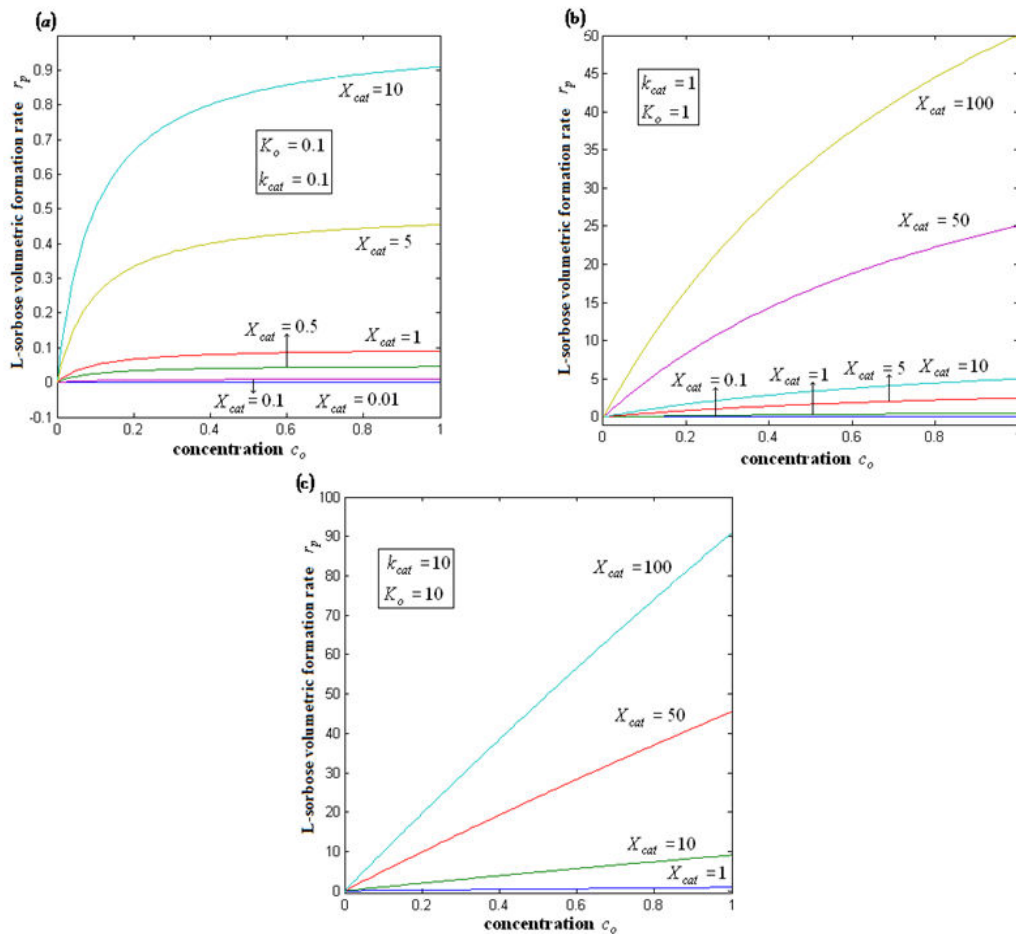 (a)
L-sorbose volumetric formation rate r_p
0.9
0.8
0.7
0.6
0.5
0.4
0.3
0.2
0.1
0
-0.1
X_cat = 10
K_o = 0.1
k_cat = 0.1
X_cat = 5
X_cat = 0.5
X_cat = 1
X_cat = 0.1
X_cat = 0.01
0
0.2
0.4
0.6
0.8
1
concentration c_o
(b)
L-sorbose volumetric formation rate r_p
50
45
40
35
30
25
20
15
10
5
0
k_cat = 1
K_o = 1
X_cat = 100
X_cat = 50
X_cat = 0.1
X_cat = 1
X_cat = 5
X_cat = 10
0
0.2
0.4
0.6
0.8
1
concentration c_o
(c)
L-sorbose volumetric formation rate r_p
100
90
80
70
60
50
40
30
20
10
0
k_cat = 10
K_o = 10
X_cat = 100
X_cat = 50
X_cat = 10
X_cat = 1
0
0.2
0.4
0.6
0.8
1
concentration c_o